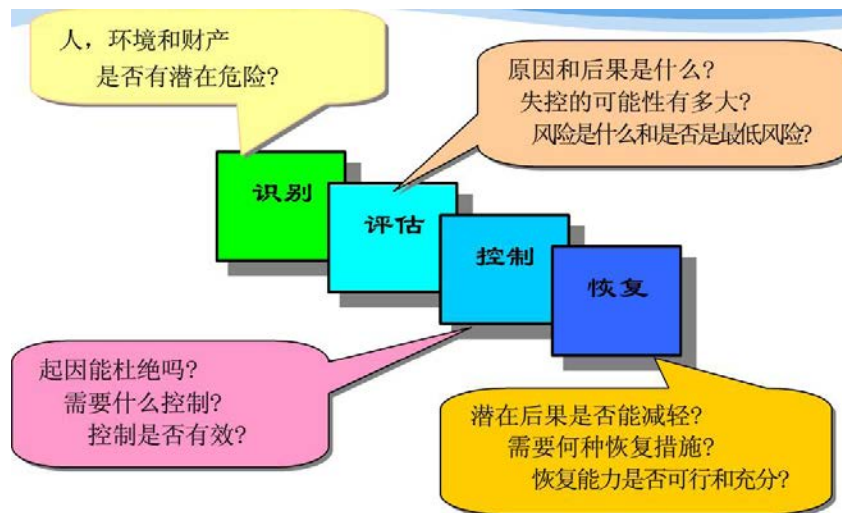 人，环境和财产
是否有潜在危险?
原因和后果是什么?
失控的可能性有多大?
风险是什么和是否是最低风险?
识别
评估
控制
恢复
起因能杜绝吗?
需要什么控制?
控制是否有效?
潜在后果是否能减轻?
需要何种恢复措施?
恢复能力是否可行和充分?